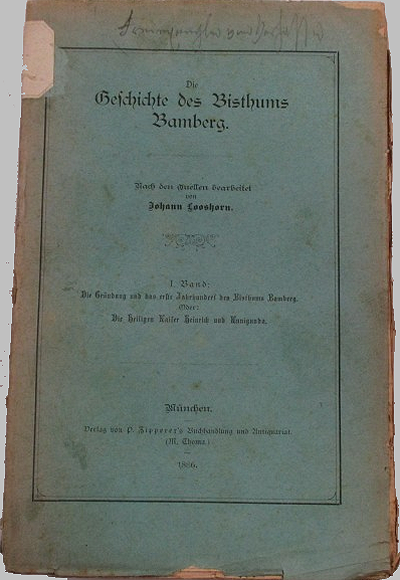 Die
Geschichte des Bisthums
Bamberg.
Nach den Quellen bearbeitet
von
Johann Looshorn.
I. Band:
Die Gründung und das erste Jahrhundert des Bisthums Bamberg.
Oder:
Die Heiligen Kaiser Heinrich und Kunigunda.
München.
Verlag von P. Zipperer's Buchhandlung und Antiquariat.
(M. Thoma.)
1886.